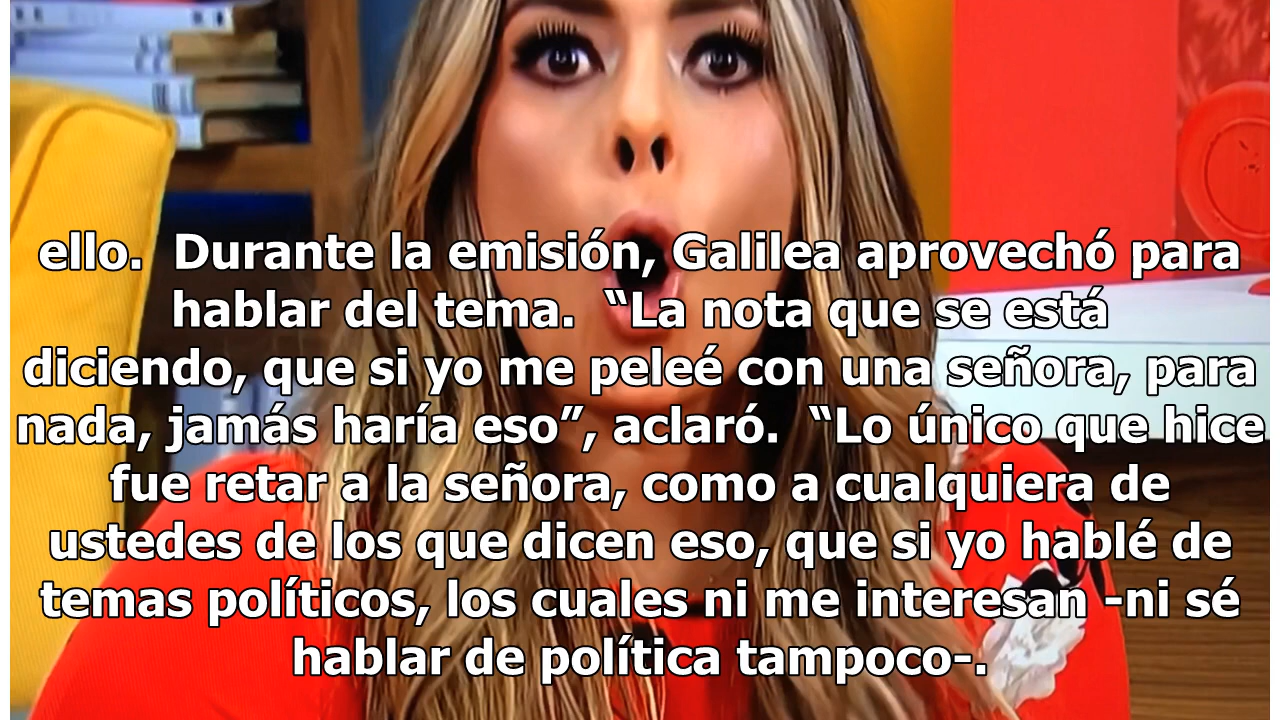 ello.  Durante la emisión, Galilea aprovechó para
hablar del tema.  “La nota que se está
diciendo, que si yo me peleé con una señora, para
nada, jamás haría eso”, aclaró.  “Lo único que hice
fue retar a la señora, como a cualquiera de
ustedes de los que dicen eso, que si yo hablé de
temas políticos, los cuales ni me interesan -ni sé
hablar de política tampoco-.